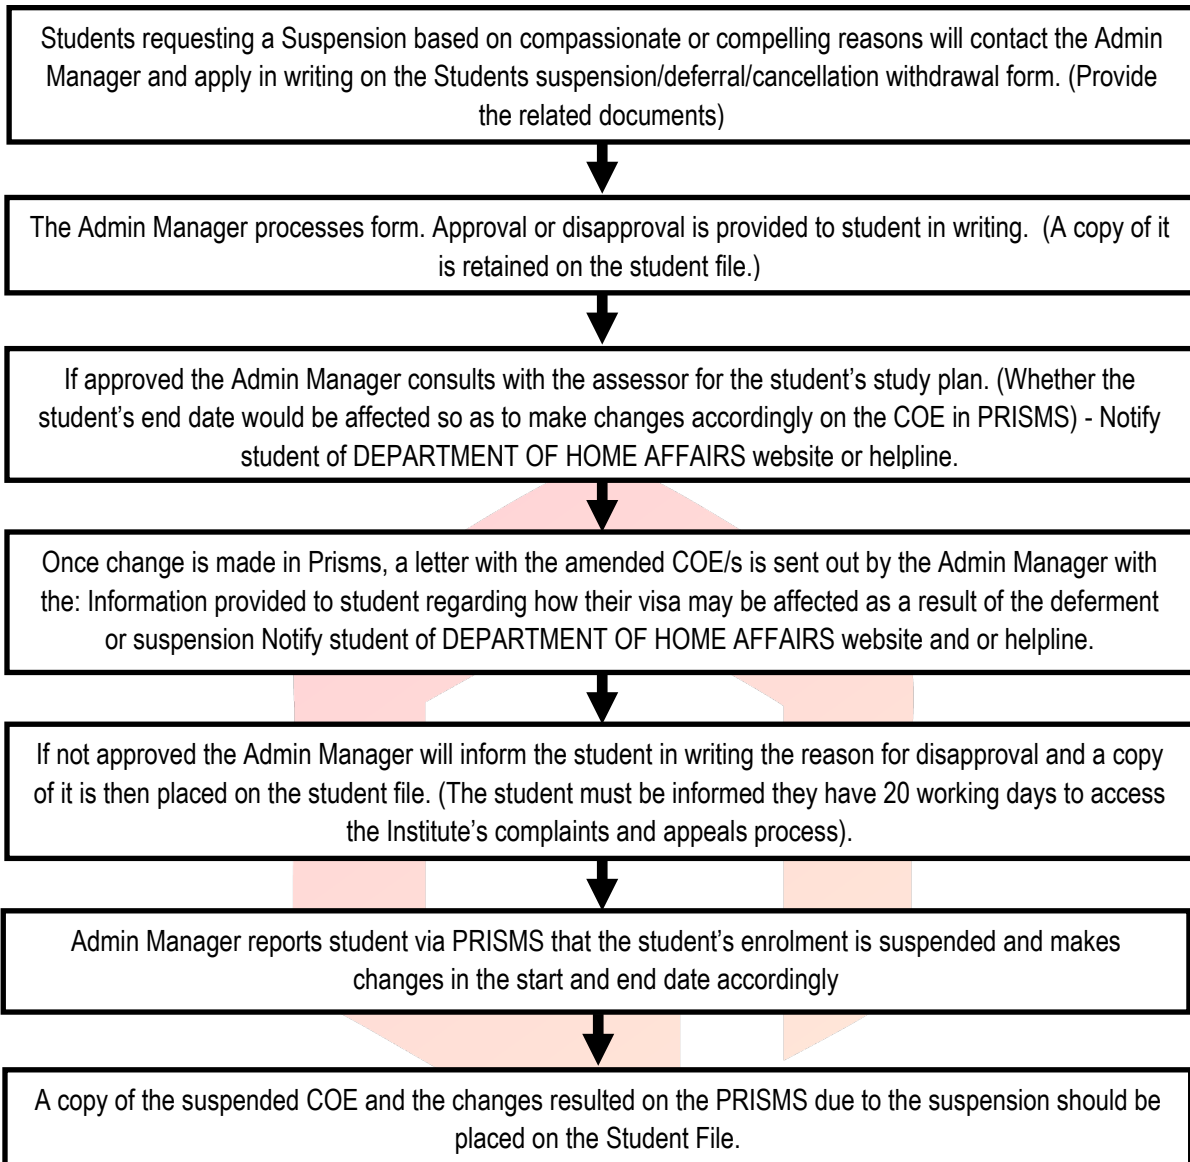 Students requesting a Suspension based on compassionate or compelling reasons will contact the Admin
Manager and apply in writing on the Students suspension/deferral/cancellation withdrawal form. (Provide
the related documents)
The Admin Manager processes form. Approval or disapproval is provided to student in writing. (A copy of it
is retained on the student file.)
If approved the Admin Manager consults with the assessor for the student’s study plan. (Whether the
student’s end date would be affected so as to make changes accordingly on the COE in PRISMS) - Notify
student of DEPARTMENT OF HOME AFFAIRS website or helpline.
Once change is made in Prisms, a letter with the amended COE/s is sent out by the Admin Manager with
the: Information provided to student regarding how their visa may be affected as a result of the deferment
or suspension Notify student of DEPARTMENT OF HOME AFFAIRS website and or helpline.
If not approved the Admin Manager will inform the student in writing the reason for disapproval and a copy
of it is then placed on the student file. (The student must be informed they have 20 working days to access
the Institute’s complaints and appeals process).
Admin Manager reports student via PRISMS that the student’s enrolment is suspended and makes
changes in the start and end date accordingly
A copy of the suspended COE and the changes resulted on the PRISMS due to the suspension should be
placed on the Student File.